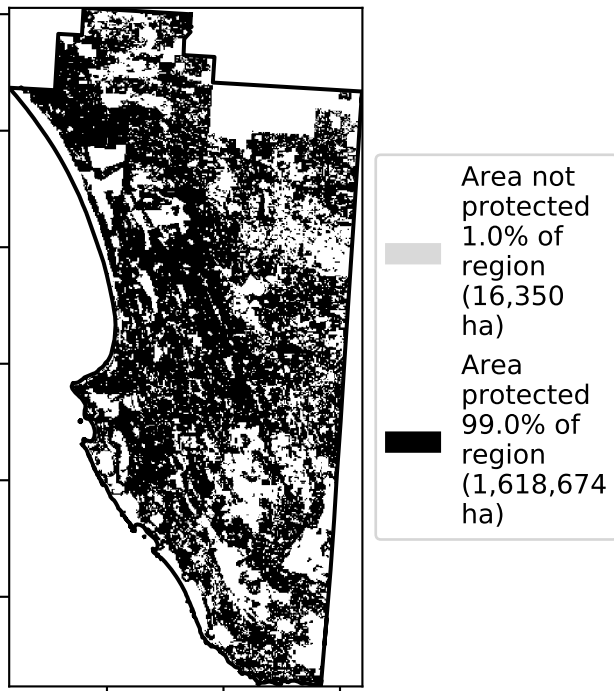 Area not
protected
1.0% of
region
(16,350
ha)
Area
protected
99.0% of
region
(1,618,674
ha)